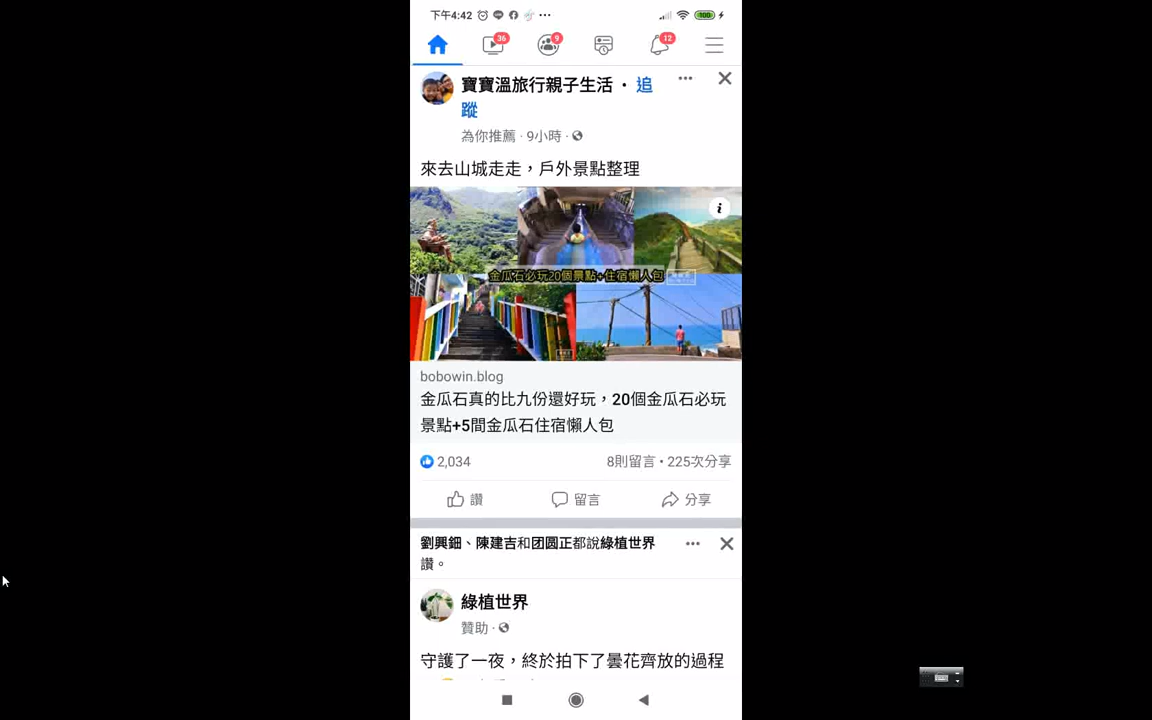 下午4:42
100
36
9
12
寶寶溫旅行親子生活 · 追
蹤
為你推薦 · 9小時 ·
來去山城走走，戶外景點整理
金瓜石必玩20個景點+住宿懶人包
bobowin.blog
金瓜石真的比九份還好玩，20個金瓜石必玩
景點+5間金瓜石住宿懶人包
2,034
8則留言 • 225次分享
讚
留言
分享
劉興鈿、陳建吉和团圆正都說綠植世界
讚。
綠植世界
贊助 ·
守護了一夜，終於拍下了曇花齊放的過程